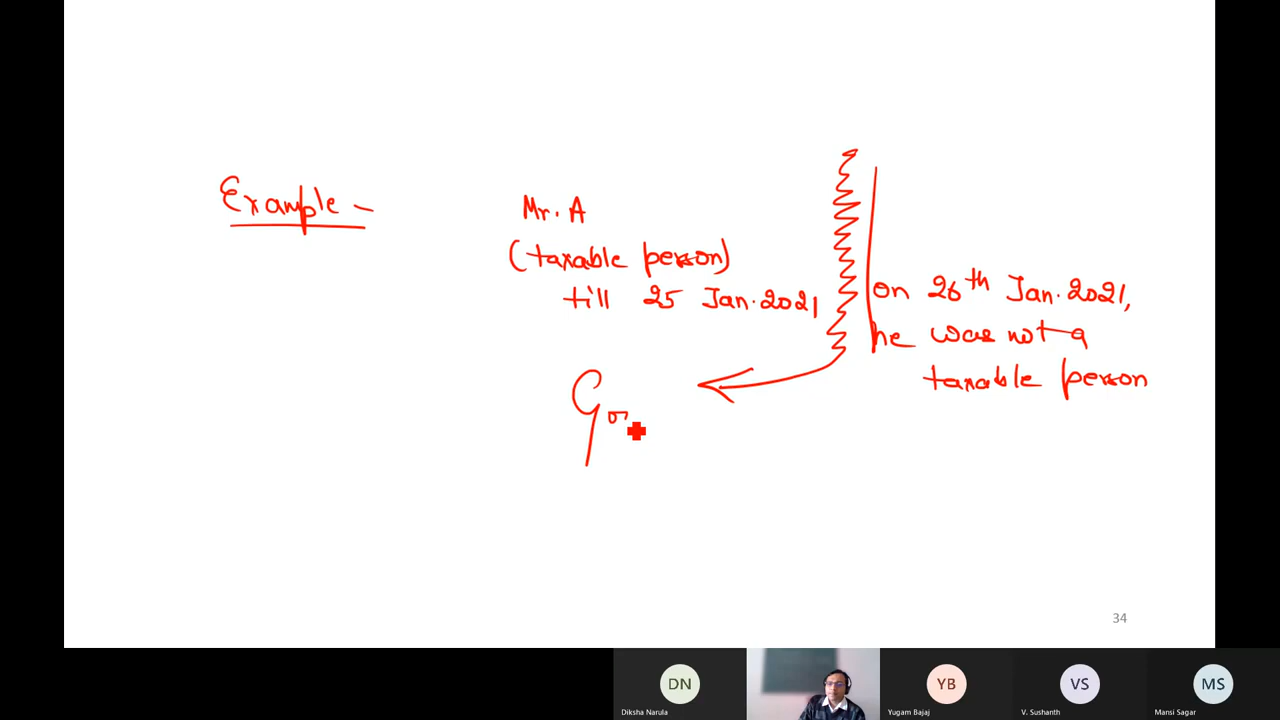 Example -
Mr. A
(taxable person)
till 25 Jan. 2021
on 26th Jan. 2021,
he was not a
taxable person
34
DN
YB
VS
MS
Diksha Narula
Yugam Bajaj
V. Sushanth
Mansi Sagar